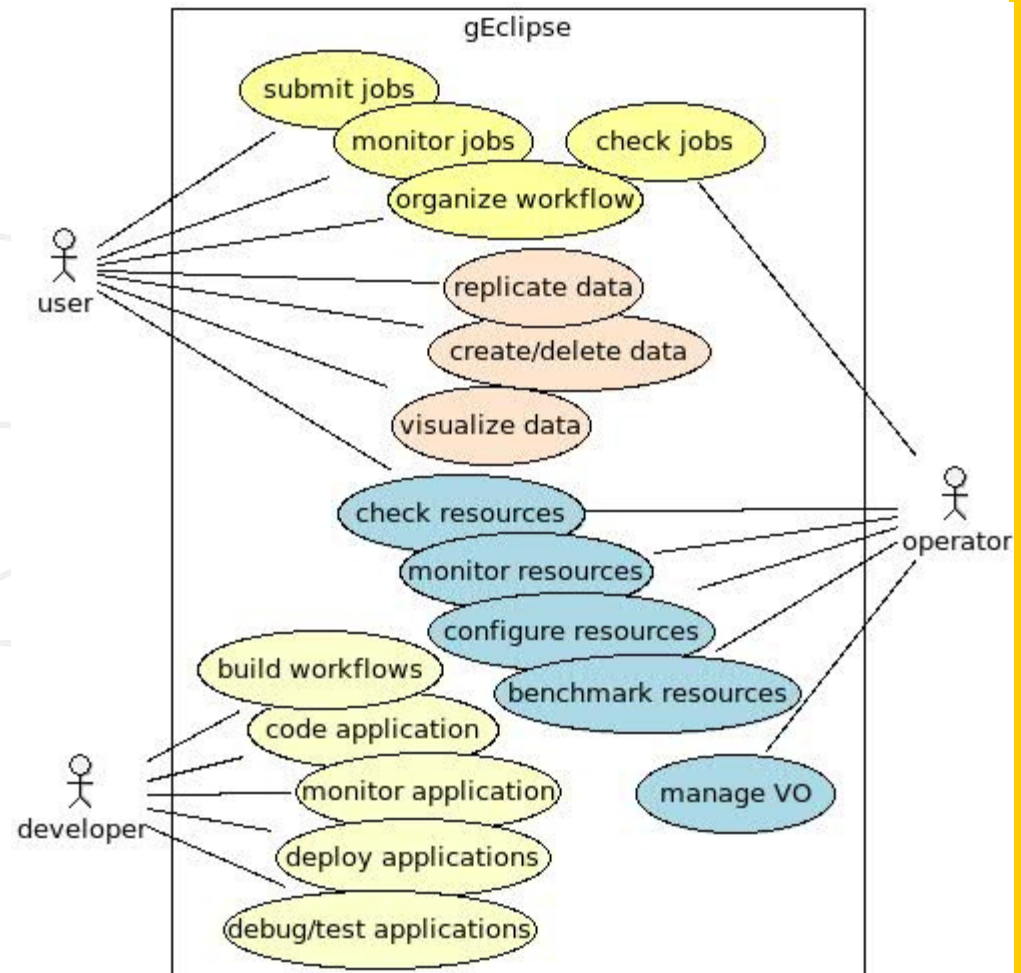 gEclipse
submit jobs
monitor jobs
check jobs
organize workflow
replicate data
user
create/delete data
visualize data
check resources
operator
monitor resources
configure resources
build workflows
benchmark resources
code application
monitor application
manage VO
developer
deploy applications
debug/test applications